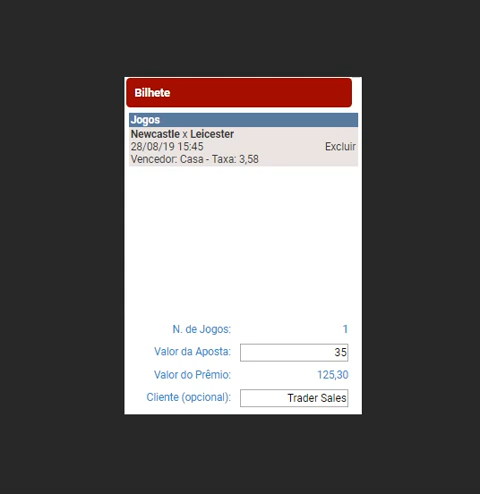 Bilhete
Jogos
Newcastle x Leicester
28/08/19 15:45 Excluir
Vencedor: Casa - Taxa: 3,58
N. de Jogos: 1
Valor da Aposta: 35
Valor do Prêmio: 125,30
Cliente (opcional): Trader Sales